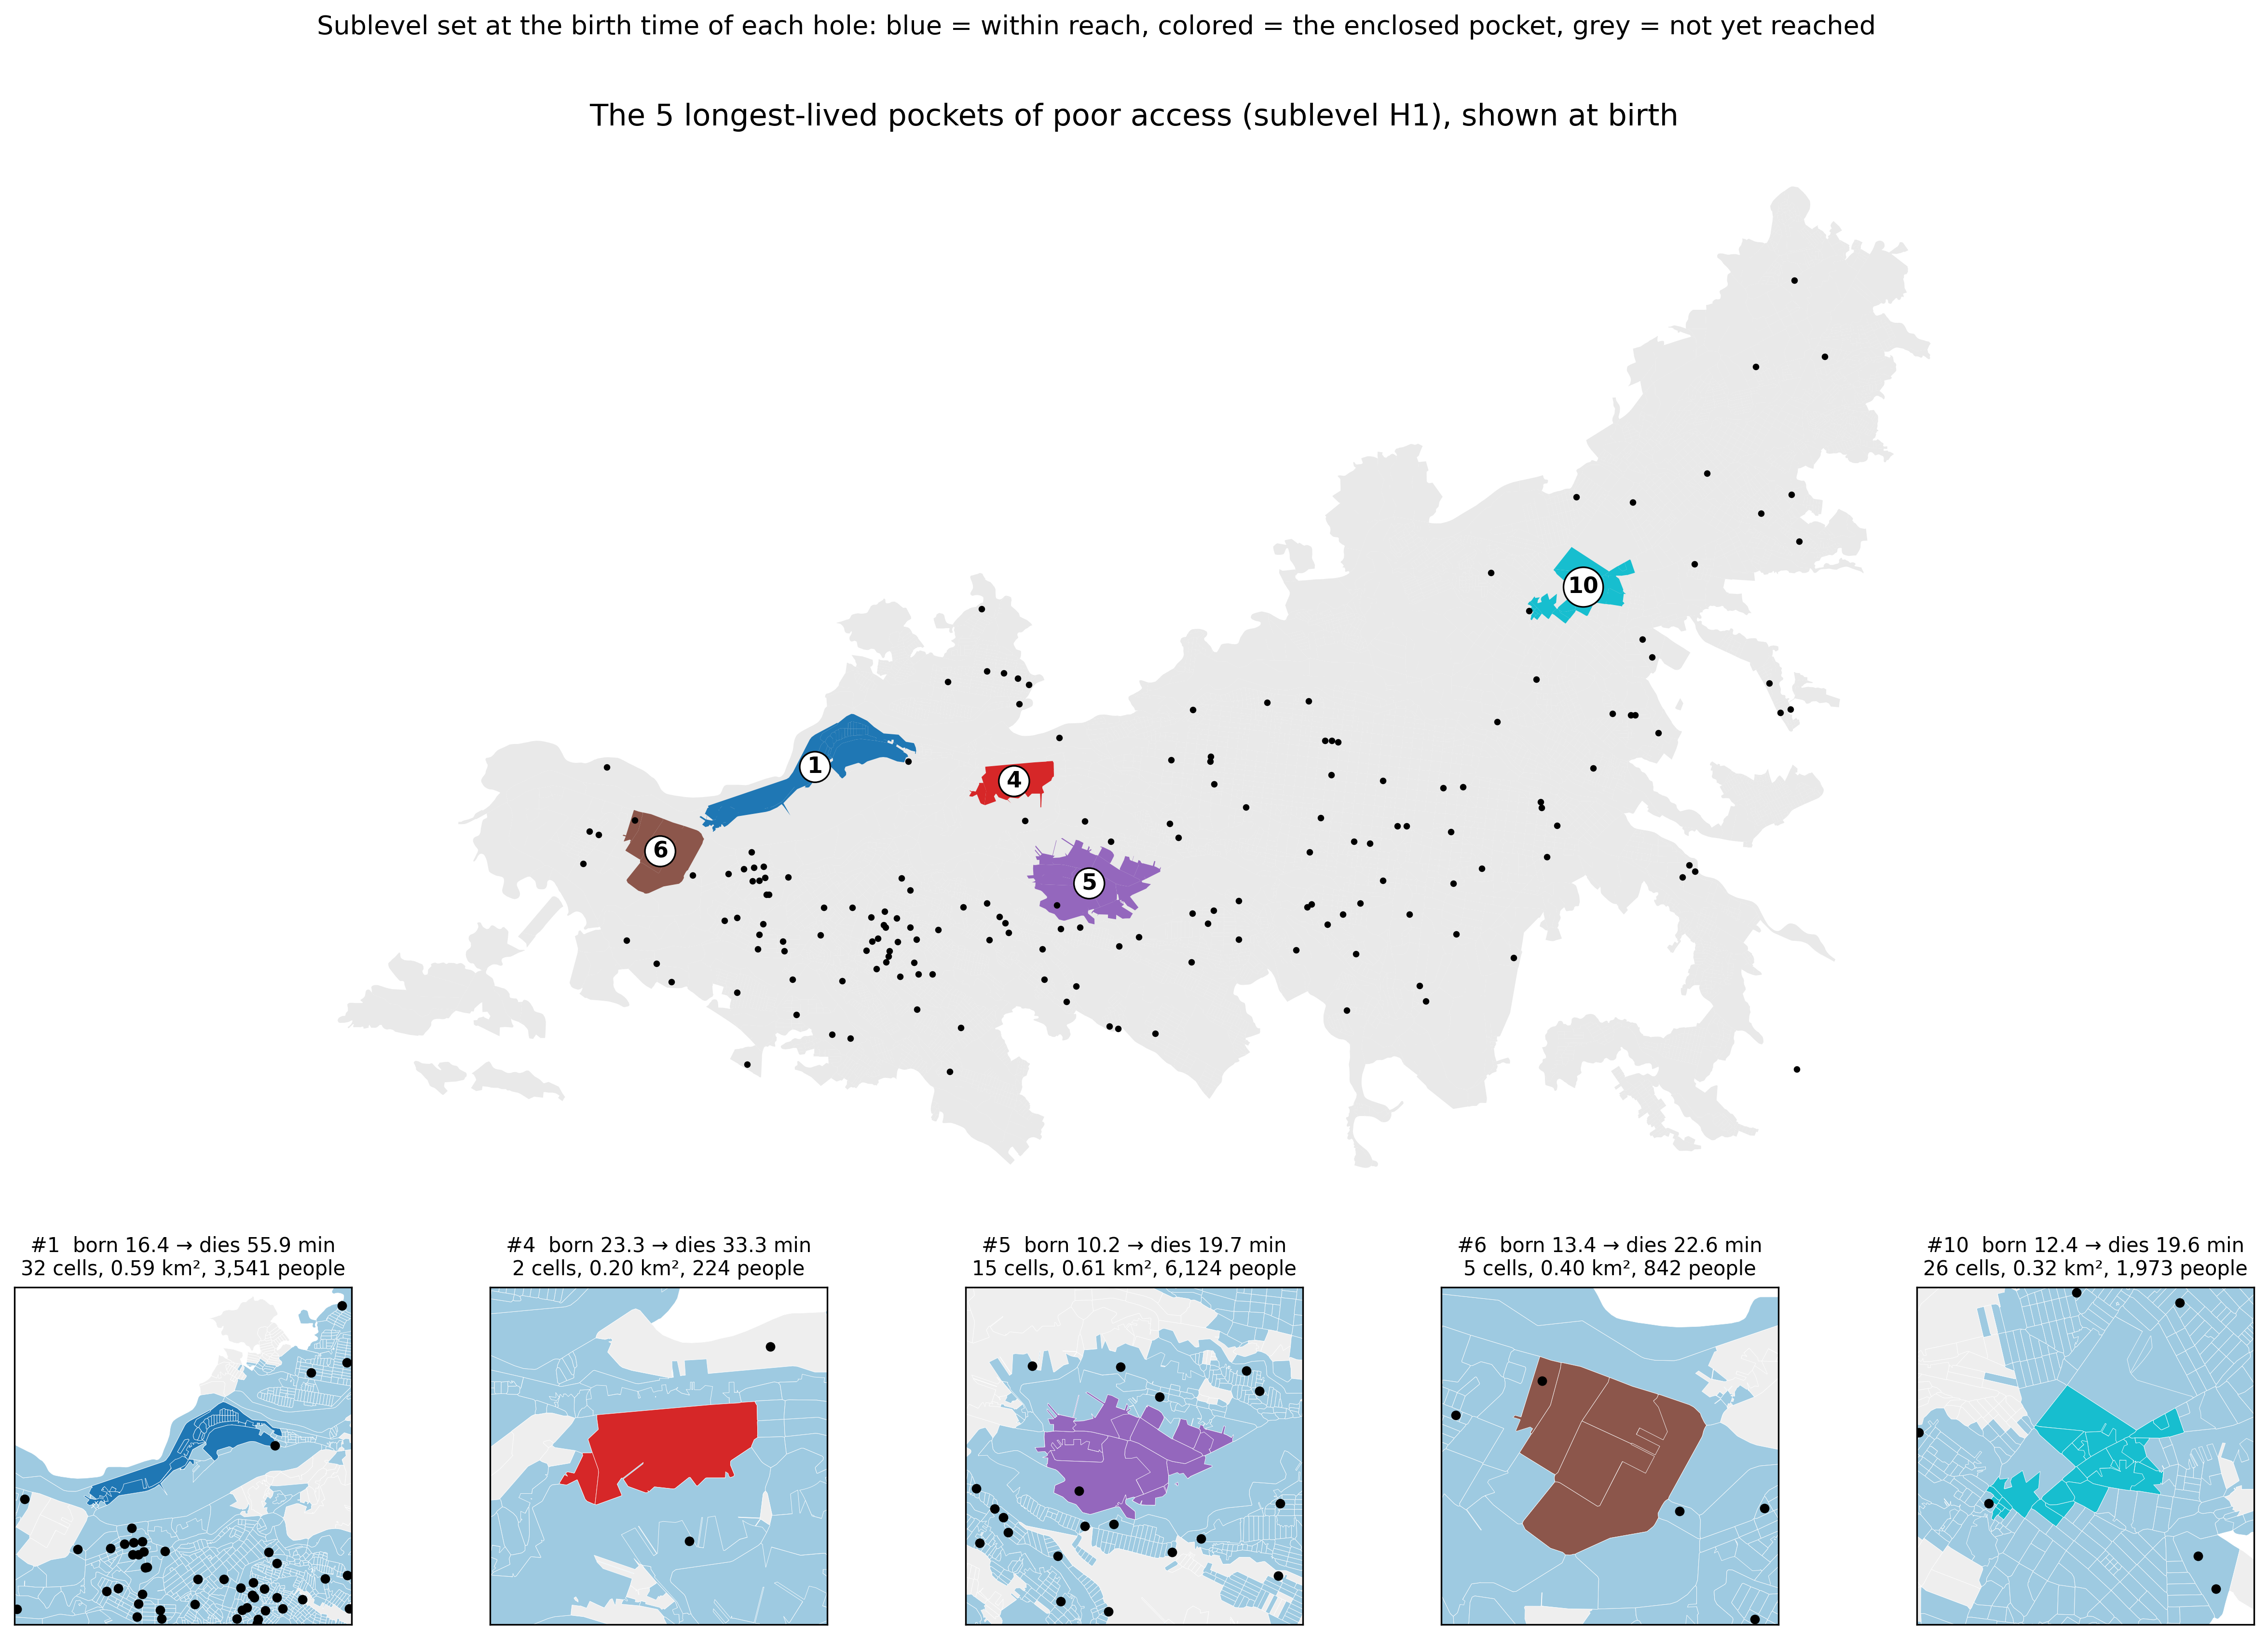 Sublevel set at the birth time of each hole: blue = within reach, colored = the enclosed pocket, grey = not yet reached
The 5 longest-lived pockets of poor access (sublevel H1), shown at birth
10
1
4
6
5
#1 born 16.4 → dies 55.9 min
32 cells, 0.59 km², 3,541 people
#4 born 23.3 → dies 33.3 min
2 cells, 0.20 km², 224 people
#5 born 10.2 → dies 19.7 min
15 cells, 0.61 km², 6,124 people
#6 born 13.4 → dies 22.6 min
5 cells, 0.40 km², 842 people
#10 born 12.4 → dies 19.6 min
26 cells, 0.32 km², 1,973 people